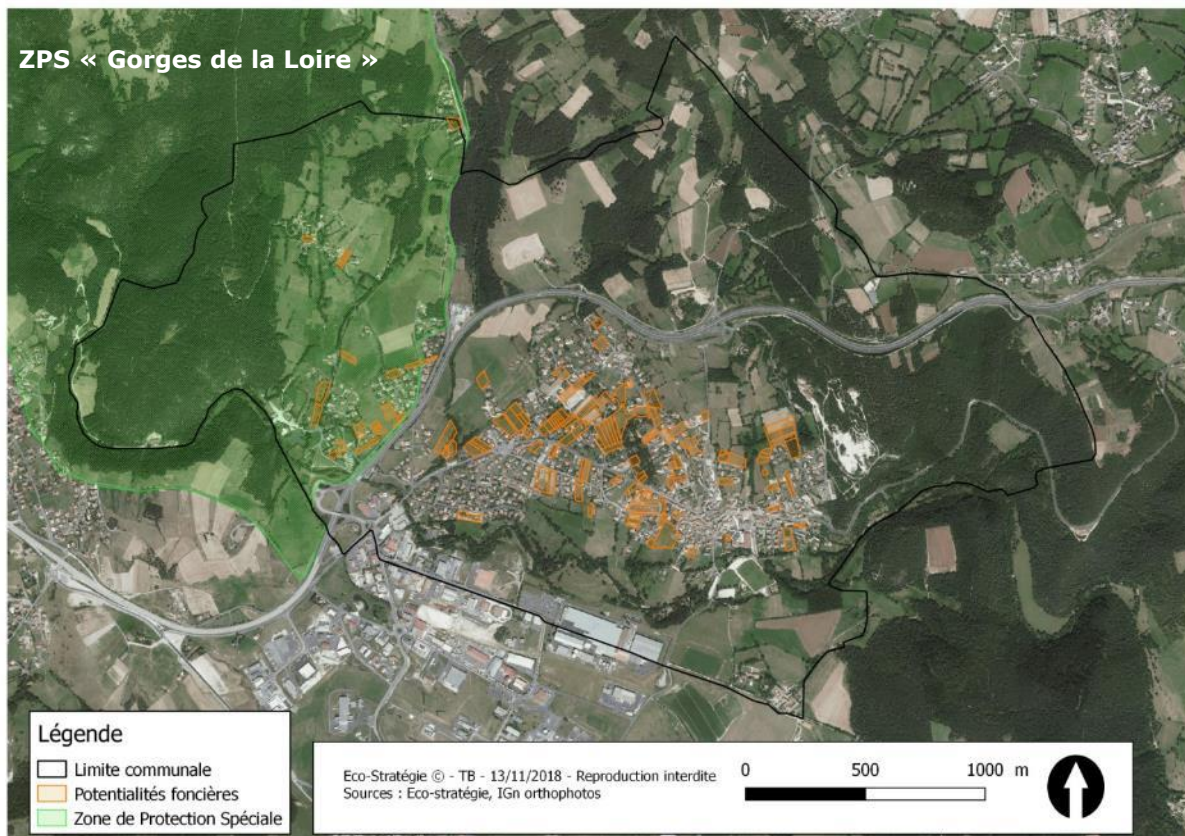 ZPS « Gorges de la Loire »
Légende
Limite communale
Potentialités foncières
Zone de Protection Spéciale
Eco-Stratégie © - TB - 13/11/2018 - Reproduction interdite
Sources : Eco-stratégie, IGn orthophotos
0 500 1000 m